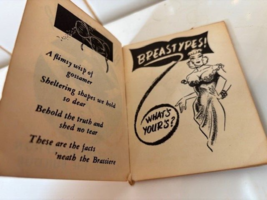 A flimsy wisp of
gossamer
Sheltering shapes we hold
so dear
Behold the truth and
shed no tear
These are the facts
'neath the Brassiere
BREASTYPES!
WHAT'S
YOUR'S?